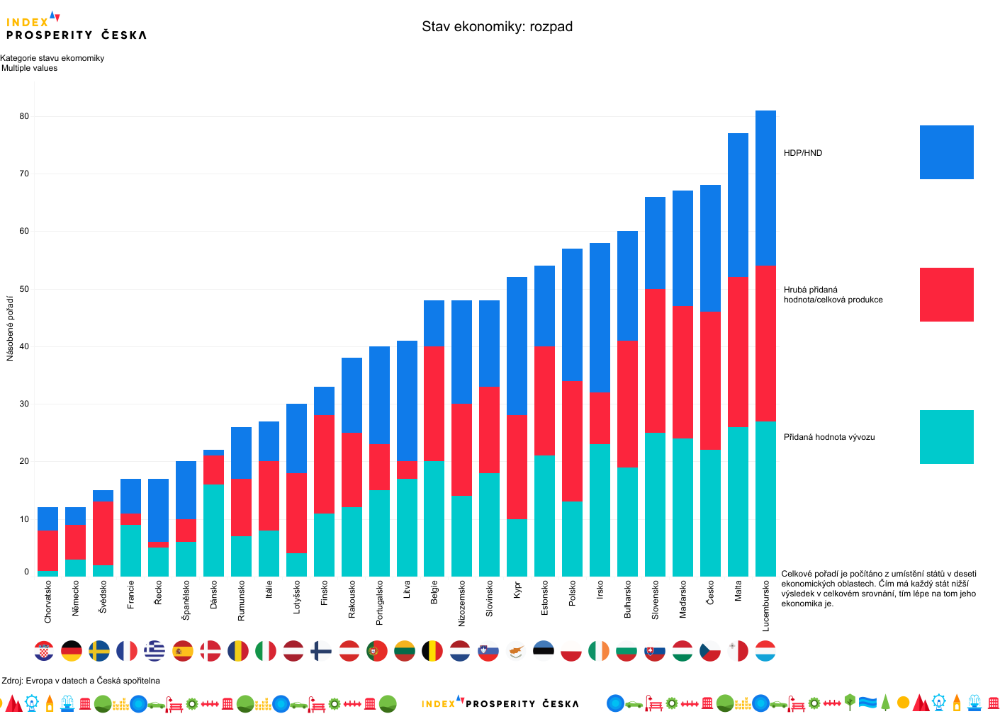 INDEX
PROSPERITY ČESKA
Stav ekonomiky: rozpad
Kategorie stavu ekomomiky
Multiple values
Násobené pořadí
80
70
60
50
40
30
20
10
0
HDP/HND
Hrubá přidaná
hodnota/celková produkce
Přidaná hodnota vývozu
Chorvatsko
Německo
Švédsko
Francie
Řecko
Španělsko
Dánsko
Rumunsko
Itálie
Lotyšsko
Finsko
Rakousko
Portugalsko
Litva
Belgie
Nizozemsko
Slovinsko
Kypr
Estonsko
Polsko
Irsko
Bulharsko
Slovensko
Maďarsko
Česko
Malta
Lucembursko
Celkové pořadí je počítáno z umístění států v deseti
ekonomických oblastech. Čím má každý stát nižší
výsledek v celkovém srovnání, tím lépe na tom jeho
ekonomika je.
Zdroj: Evropa v datech a Česká spořitelna
INDEX PROSPERITY ČESKA